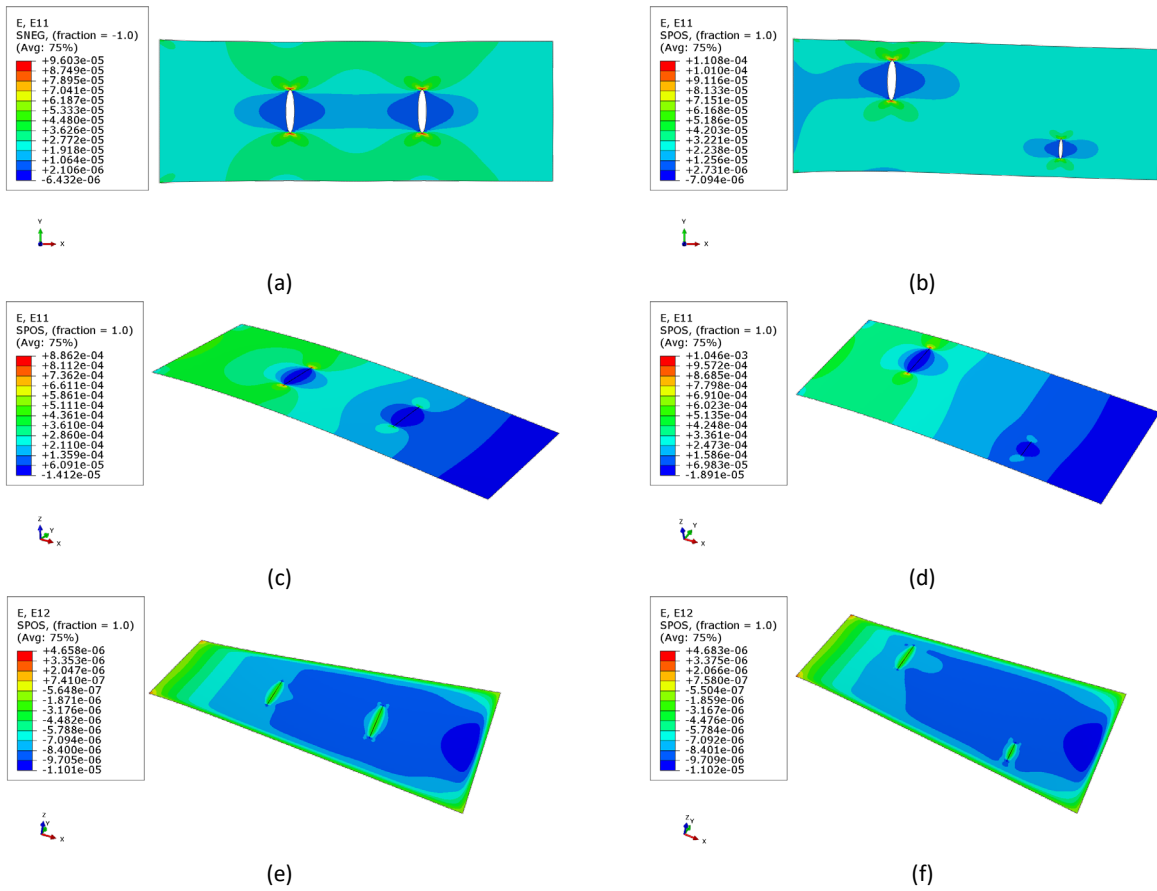 E, E11
SNEG, (fraction = -1.0)
(Avg: 75%)
+9.603e-05
+8.749e-05
+7.895e-05
+7.041e-05
+6.187e-05
+5.333e-05
+4.480e-05
+3.626e-05
+2.772e-05
+1.918e-05
+1.064e-05
+2.106e-06
-6.432e-06
Y
X
(a)
E, E11
SPOS, (fraction = 1.0)
(Avg: 75%)
+1.108e-04
+1.010e-04
+9.116e-05
+8.133e-05
+7.151e-05
+6.168e-05
+5.186e-05
+4.203e-05
+3.221e-05
+2.238e-05
+1.256e-05
+2.731e-06
-7.094e-06
Y
X
(b)
E, E11
SPOS, (fraction = 1.0)
(Avg: 75%)
+8.862e-04
+8.112e-04
+7.362e-04
+6.611e-04
+5.861e-04
+5.111e-04
+4.361e-04
+3.610e-04
+2.860e-04
+2.110e-04
+1.359e-04
+6.091e-05
-1.412e-05
Z
Y
X
(c)
E, E11
SPOS, (fraction = 1.0)
(Avg: 75%)
+1.046e-03
+9.572e-04
+8.685e-04
+7.798e-04
+6.910e-04
+6.023e-04
+5.135e-04
+4.248e-04
+3.361e-04
+2.473e-04
+1.586e-04
+6.983e-05
-1.891e-05
Z
Y
X
(d)
E, E12
SPOS, (fraction = 1.0)
(Avg: 75%)
+4.658e-06
+3.353e-06
+2.047e-06
+7.410e-07
-5.648e-07
-1.871e-06
-3.176e-06
-4.482e-06
-5.788e-06
-7.094e-06
-8.400e-06
-9.705e-06
-1.101e-05
Z
Y
X
(e)
E, E12
SPOS, (fraction = 1.0)
(Avg: 75%)
+4.683e-06
+3.375e-06
+2.066e-06
+7.580e-07
-5.504e-07
-1.859e-06
-3.167e-06
-4.476e-06
-5.784e-06
-7.092e-06
-8.401e-06
-9.709e-06
-1.102e-05
Z
Y
X
(f)